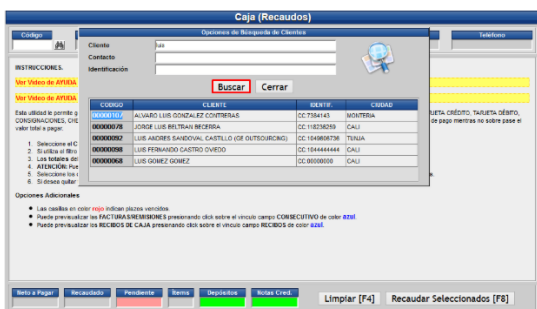 Caja (Recaudos)
Código
Teléfono
Opciones de Búsqueda de Clientes
Cliente
luis
Contacto
Identificación
Buscar
Cerrar
CODIGO CLIENTE IDENTIF. CIUDAD
00000107 ALVARO LUIS GONZALEZ CONTRERAS CC:7384143 MONTERIA
00000078 JORGE LUIS BELTRAN BECERRA CC:118238259 CALI
00000092 LUIS ANDRES SANDOVAL CASTILLO (GE OUTSOURCING) CC:1049606736 TUNJA
00000098 LUIS FERNANDO CASTRO OVIEDO CC:1044444444 CALI
00000068 LUIS GOMEZ GOMEZ CC:00000000 CALI
INSTRUCCIONES.
Ver Video de AYUDA
Ver Video de AYUDA
Esta utilidad le permite
CONSIGNACIONES, CHE
valor total a pagar.
JETA CRÉDITO, TARJETA DÉBITO,
de pago mientras no sobre pase el
1. Seleccione el C
2. Si utiliza el filtro
3. Los totales del
4. ATENCIÓN: Pue
5. Seleccione los
6. Si desea quitar
Opciones Adicionales
Las casillas en color rojo indican plazos vencidos.
Puede previsualizar las FACTURAS/REMISIONES presionando click sobre el vinculo campo CONSECUTIVO de color azul.
Puede previsualizar los RECIBOS DE CAJA presionando click sobre el vinculo campo RECIBOS de color azul.
Neto a Pagar
Recaudado
Pendiente
Items
Depósitos
Notas Cred.
Limpiar [F4]
Recaudar Seleccionados [F8]